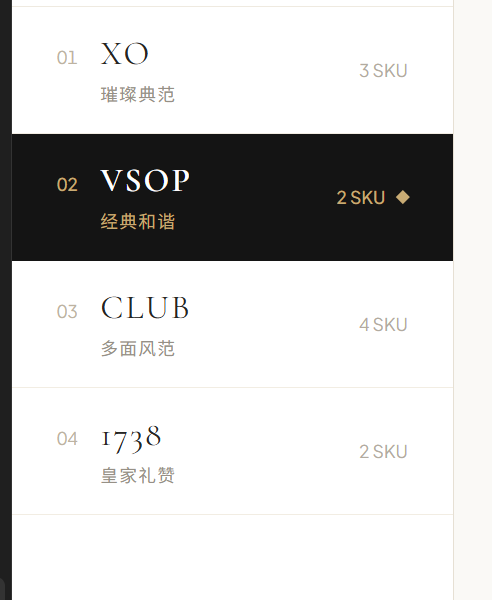 01 XO 3 SKU
璀璨典范
02 VSOP 2 SKU ◆
经典和谐
03 CLUB 4 SKU
多面风范
04 1738 2 SKU
皇家礼赞